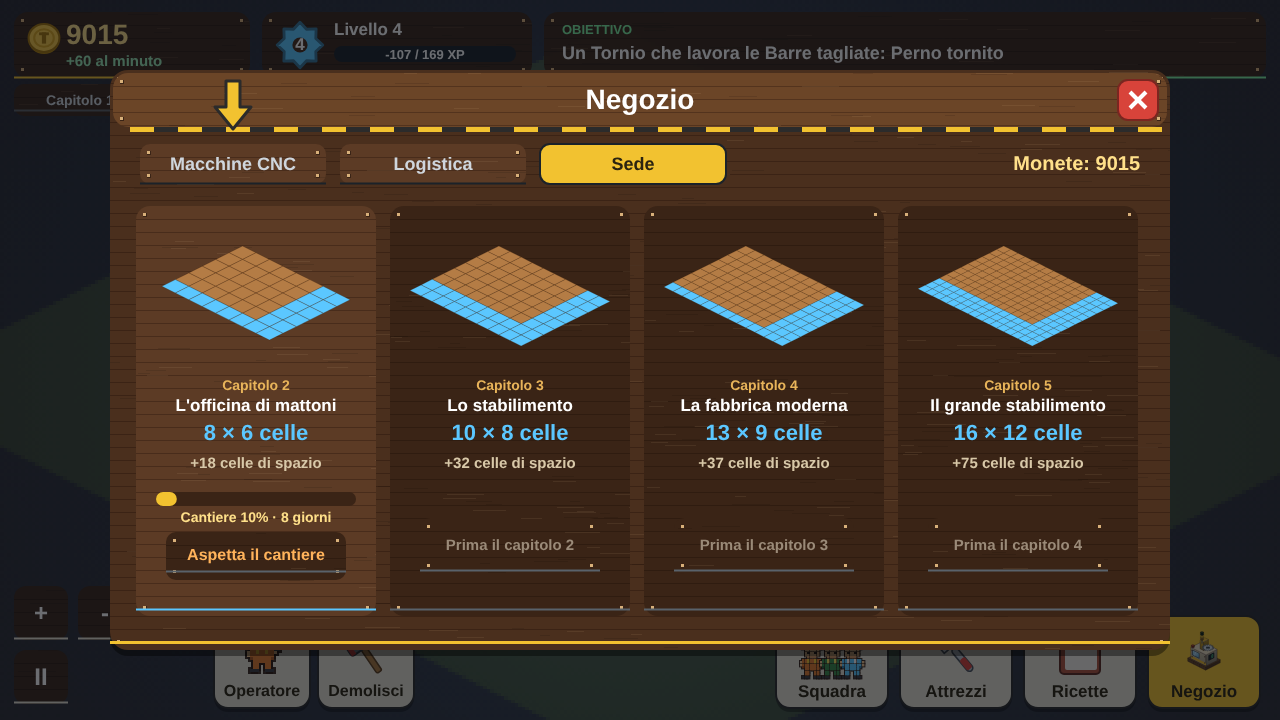 9015
+60 al minuto
4
Livello 4
-107 / 169 XP
OBIETTIVO
Un Tornio che lavora le Barre tagliate: Perno tornito
Capitolo 1
Negozio
Macchine CNC
Logistica
Sede
Monete: 9015
Capitolo 2
L'officina di mattoni
8 × 6 celle
+18 celle di spazio
Cantiere 10% · 8 giorni
Aspetta il cantiere
Capitolo 3
Lo stabilimento
10 × 8 celle
+32 celle di spazio
Prima il capitolo 2
Capitolo 4
La fabbrica moderna
13 × 9 celle
+37 celle di spazio
Prima il capitolo 3
Capitolo 5
Il grande stabilimento
16 × 12 celle
+75 celle di spazio
Prima il capitolo 4
+
-
Operatore
Demolisci
Squadra
Attrezzi
Ricette
Negozio